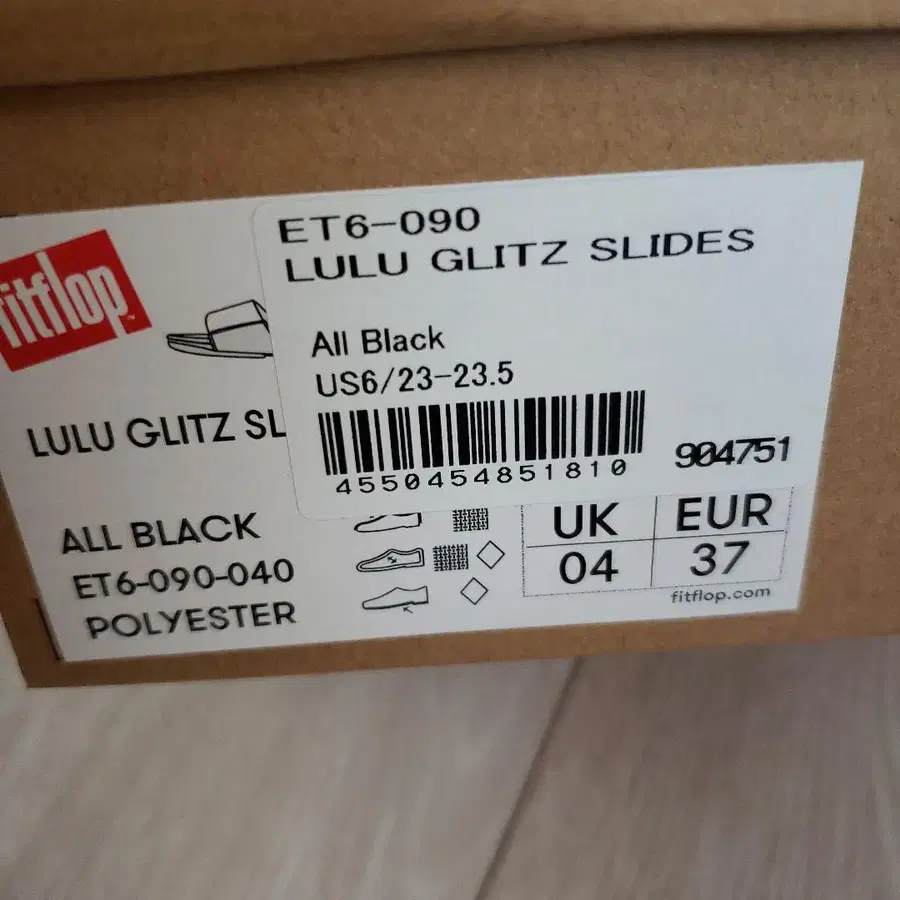 fitflop
ET6-090
LULU GLITZ SLIDES
All Black
US6/23-23.5
4550454851810
904751
LULU GLITZ SL
ALL BLACK
ET6-090-040
POLYESTER
UK EUR
04 37
fitflop.com